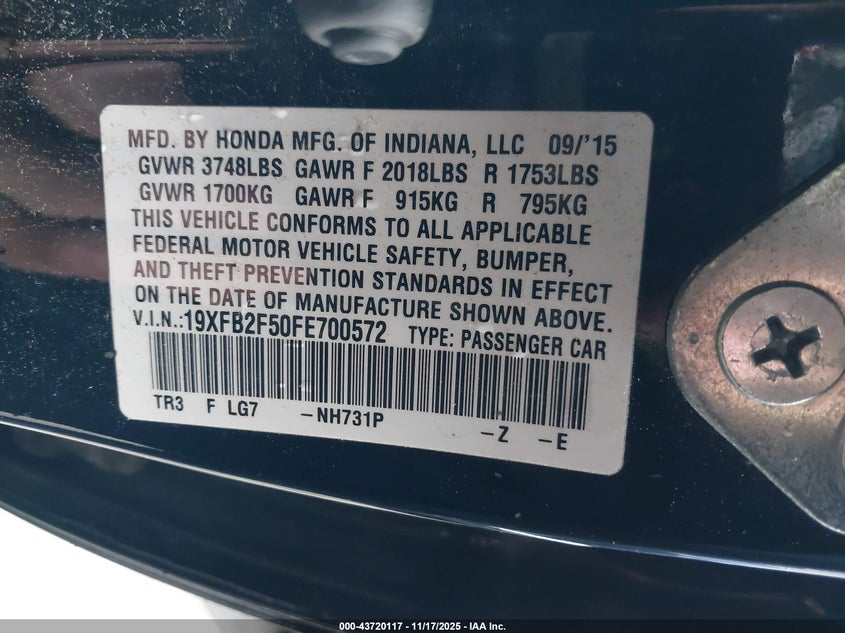 MFD. BY HONDA MFG. OF INDIANA, LLC 09/'15
GVWR 3748LBS GAWR F 2018LBS R 1753LBS
GVWR 1700KG GAWR F 915KG R 795KG
THIS VEHICLE CONFORMS TO ALL APPLICABLE
FEDERAL MOTOR VEHICLE SAFETY, BUMPER,
AND THEFT PREVENTION STANDARDS IN EFFECT
ON THE DATE OF MANUFACTURE SHOWN ABOVE.
V.I.N.:19XFB2F50FE700572 TYPE: PASSENGER CAR
TR3 F LG7 -NH731P -Z -E
000-43720117 - 11/17/2025 - IAA Inc.